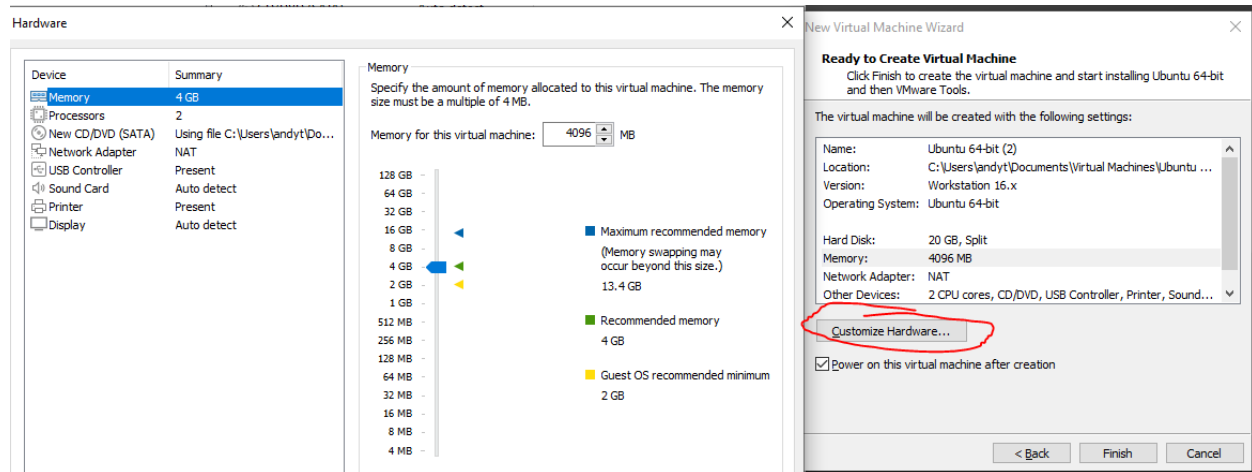 Hardware
Device Summary
Memory 4 GB
Processors 2
New CD/DVD (SATA) Using file C:\Users\andyt\Do...
Network Adapter NAT
USB Controller Present
Sound Card Auto detect
Printer Present
Display Auto detect
Memory
Specify the amount of memory allocated to this virtual machine. The memory
size must be a multiple of 4 MB.
Memory for this virtual machine: 4096 MB
128 GB
64 GB
32 GB
16 GB
8 GB
4 GB
2 GB
1 GB
512 MB
256 MB
128 MB
64 MB
32 MB
16 MB
8 MB
4 MB
Maximum recommended memory
(Memory swapping may
occur beyond this size.)
13.4 GB
Recommended memory
4 GB
Guest OS recommended minimum
2 GB
New Virtual Machine Wizard
Ready to Create Virtual Machine
Click Finish to create the virtual machine and start installing Ubuntu 64-bit
and then VMware Tools.
The virtual machine will be created with the following settings:
Name: Ubuntu 64-bit (2)
Location: C:\Users\andyt\Documents\Virtual Machines\Ubuntu ...
Version: Workstation 16.x
Operating System: Ubuntu 64-bit
Hard Disk: 20 GB, Split
Memory: 4096 MB
Network Adapter: NAT
Other Devices: 2 CPU cores, CD/DVD, USB Controller, Printer, Sound...
Customize Hardware...
Power on this virtual machine after creation
< Back Finish Cancel